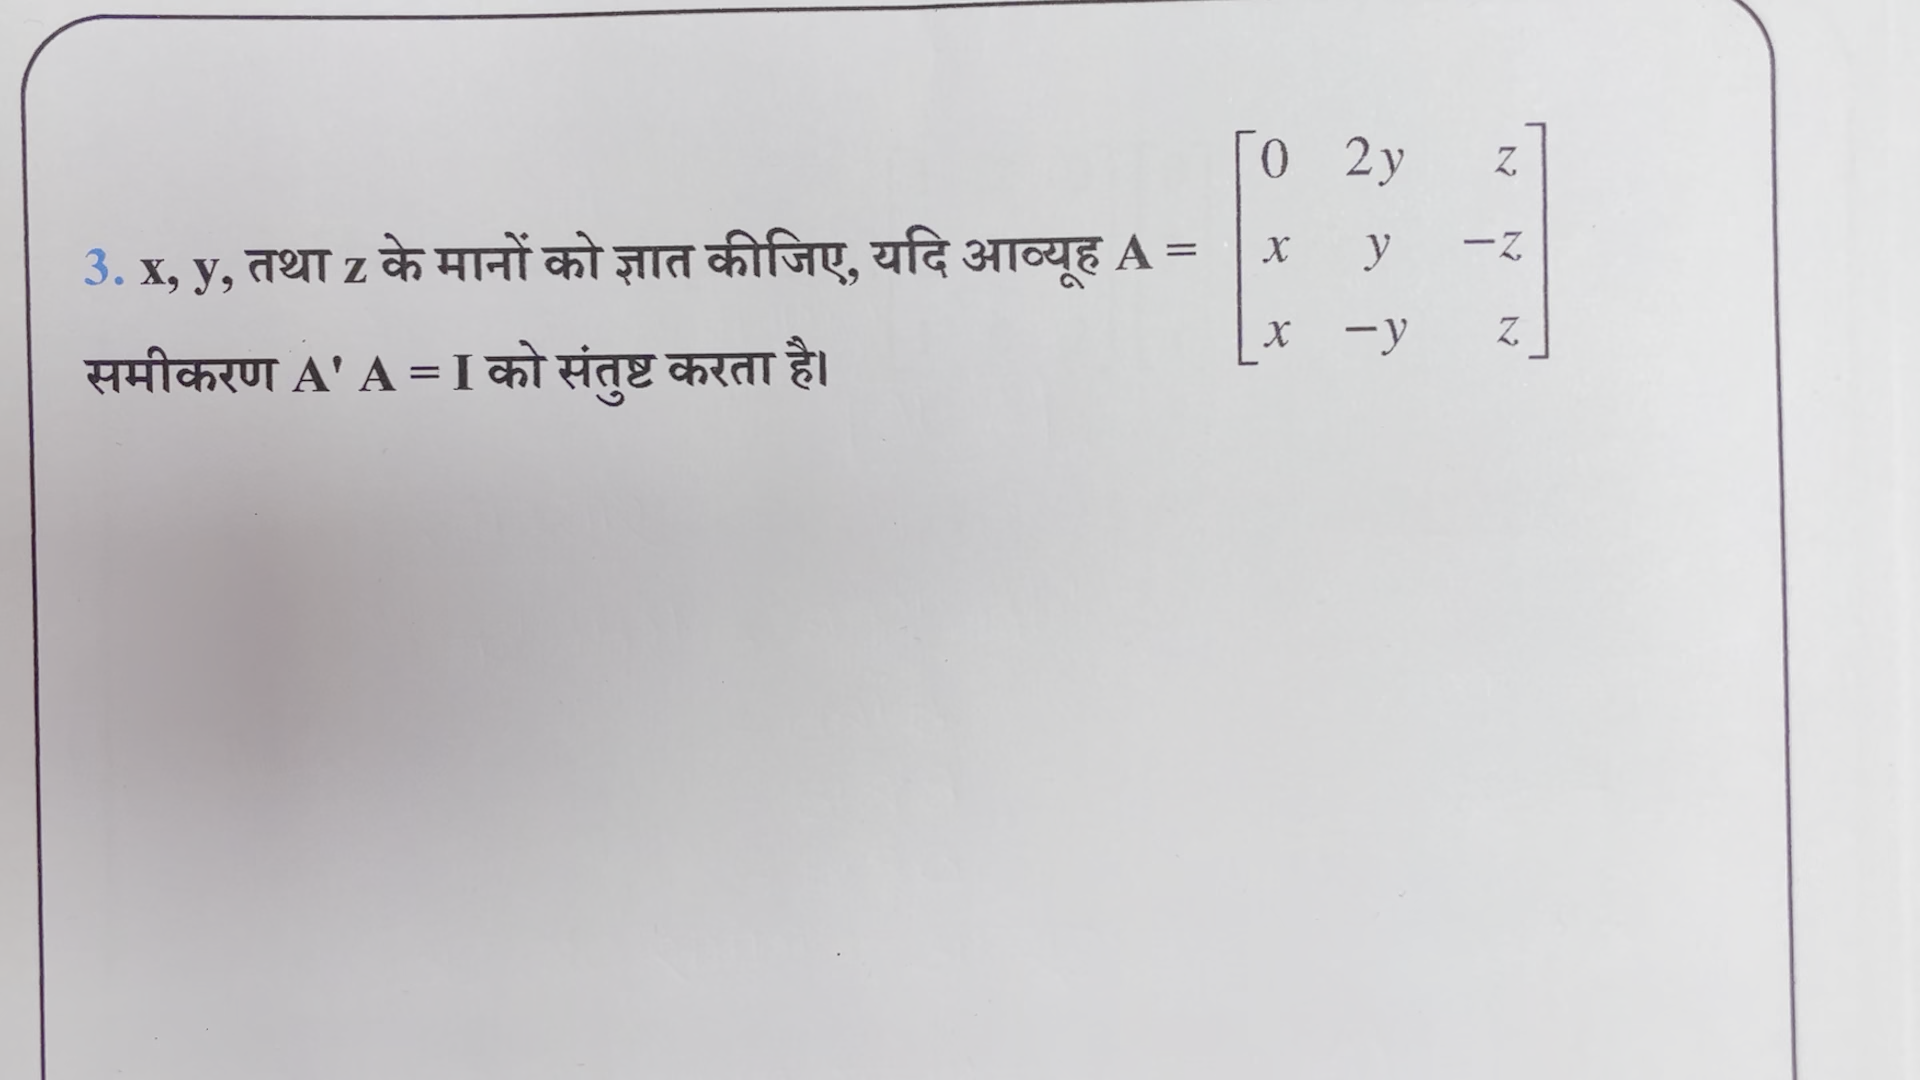 3. x, y, तथा z के मानों को ज्ञात कीजिए, यदि आव्यूह A = [0 2y z
x y −z
x −y z]
समीकरण A' A = I को संतुष्ट करता है।